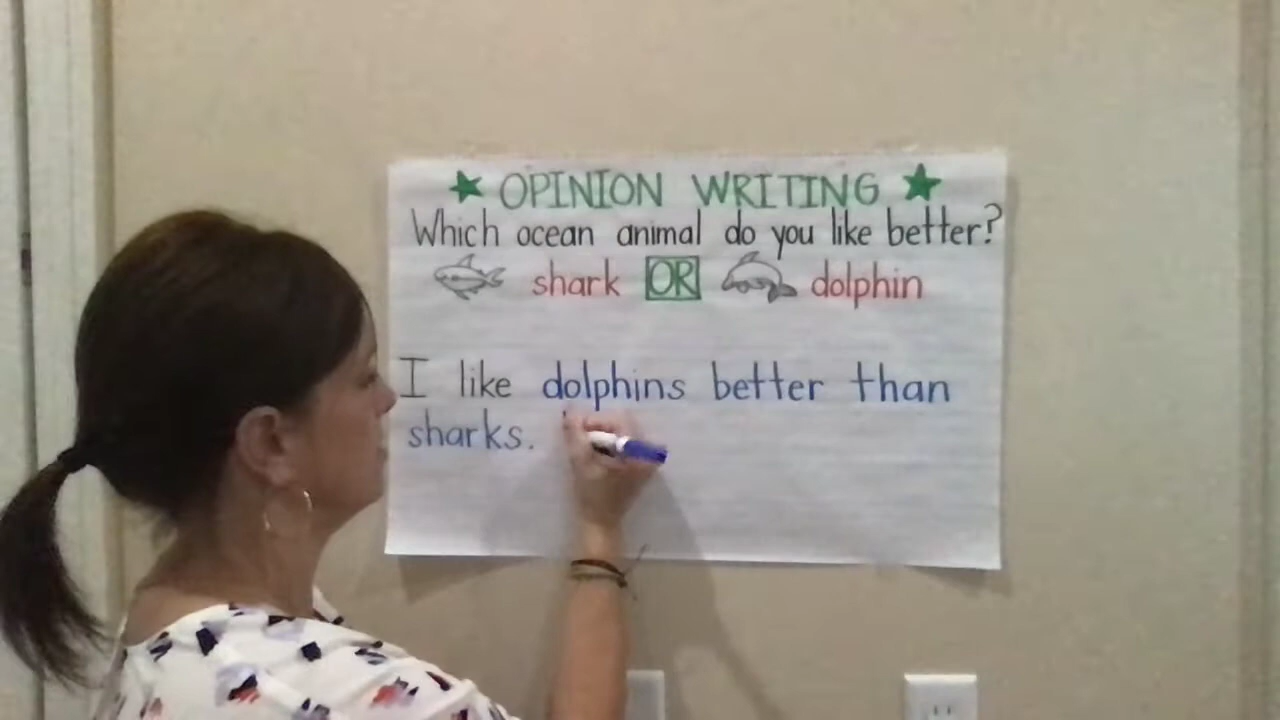 OPINION WRITING
Which ocean animal do you like better?
shark OR dolphin
I like dolphins better than
sharks.